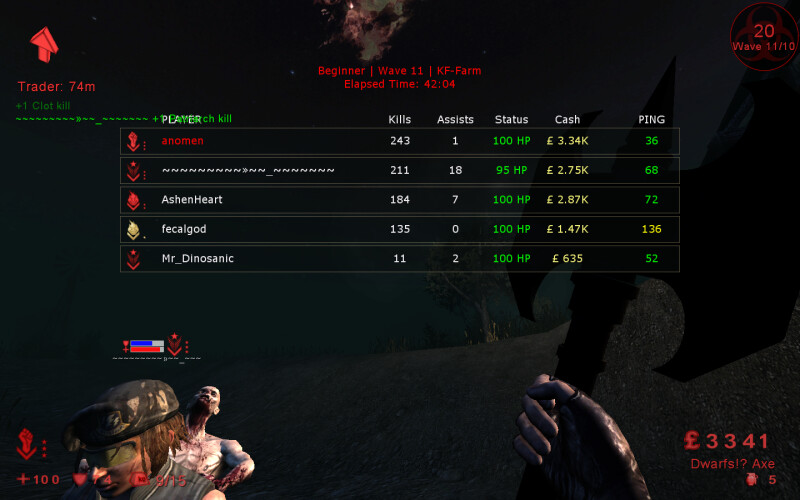 20
Wave 11/10
Trader: 74m
Beginner | Wave 11 | KF-Farm
Elapsed Time: 42:04
+1 Clot kill
~~~~~~~~~»~~_~~~~~~~ +1 kill
Kills Assists Status Cash PING
anomen 243 1 100 HP £ 3.34K 36
~~~~~~~~~»~~_~~~~~~~ 211 18 95 HP £ 2.75K 68
AshenHeart 184 7 100 HP £ 2.87K 72
fecalgod 135 0 100 HP £ 1.47K 136
Mr_Dinosanic 11 2 100 HP £ 635 52
£3341
Dwarfs!? Axe
5
+100